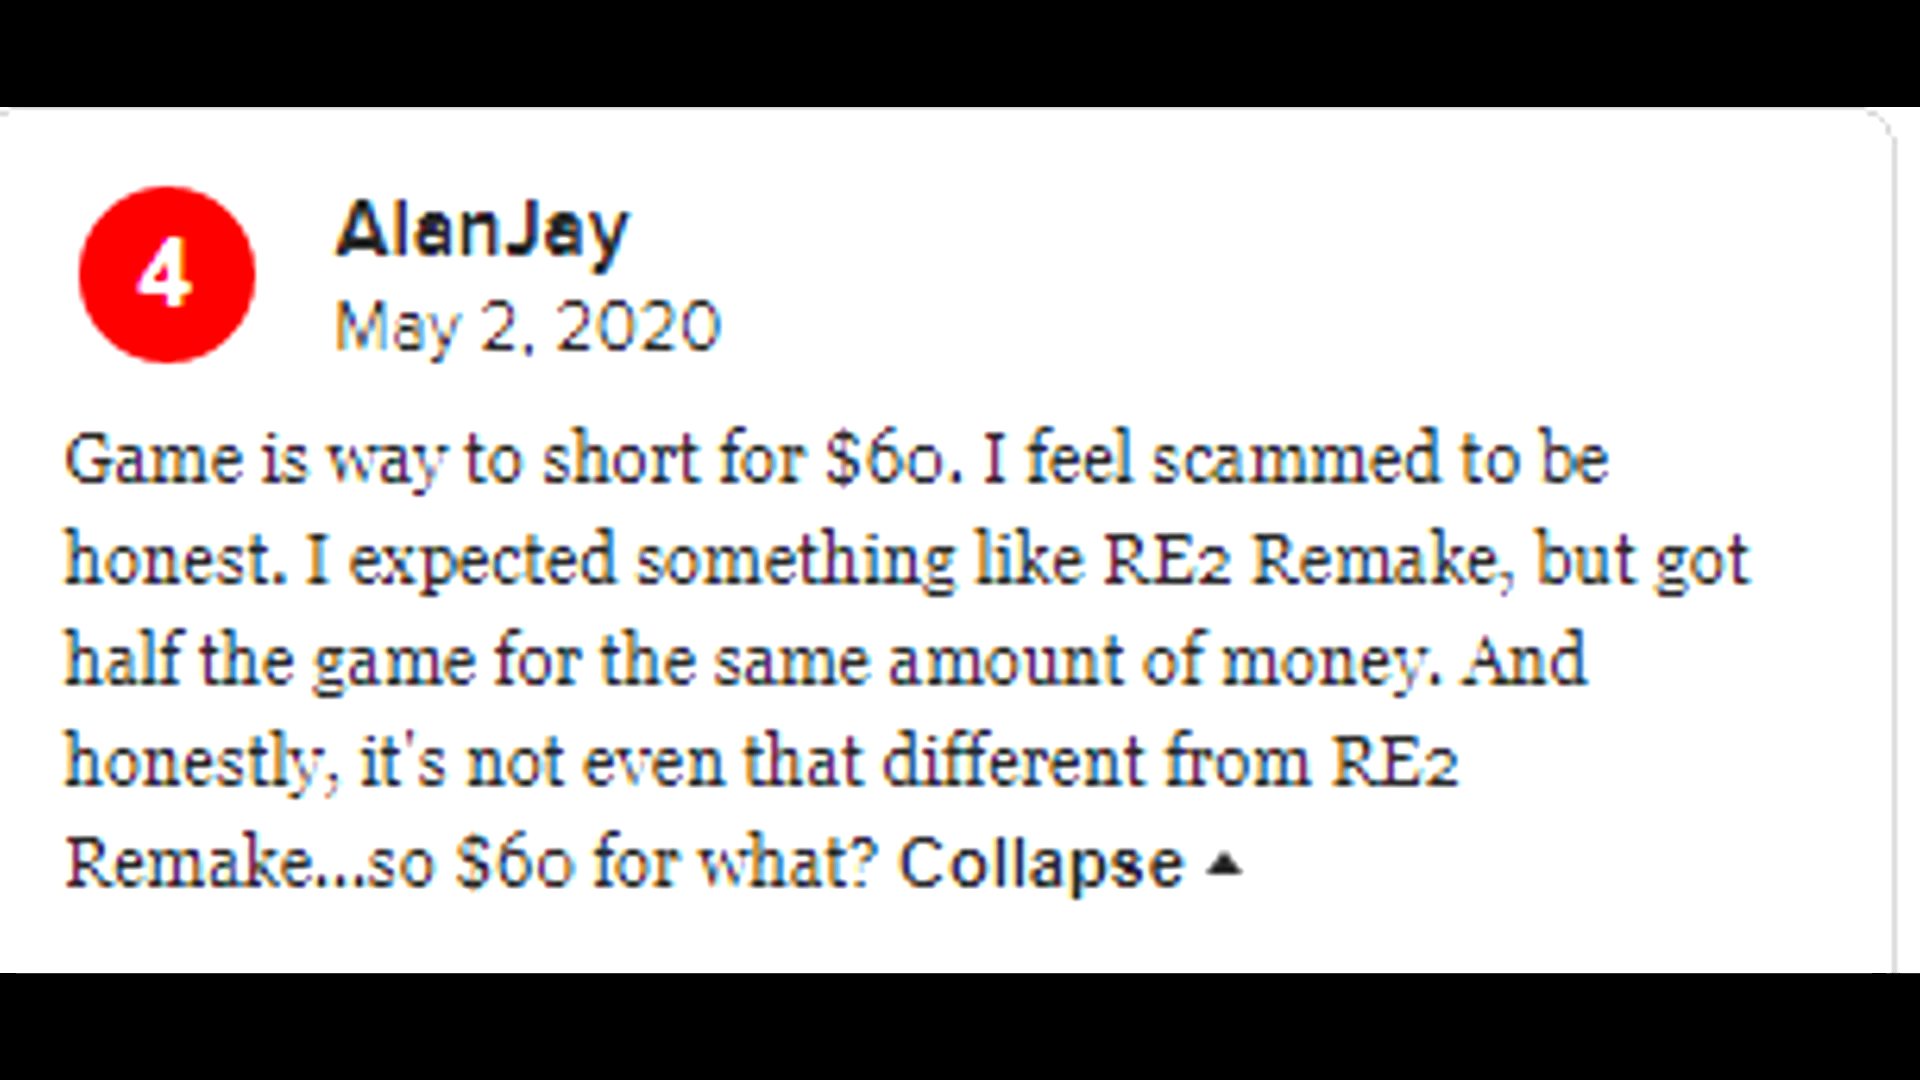 4
AlanJay
May 2, 2020
Game is way to short for $60. I feel scammed to be
honest. I expected something like RE2 Remake, but got
half the game for the same amount of money. And
honestly, it's not even that different from RE2
Remake...so $60 for what? Collapse ▲